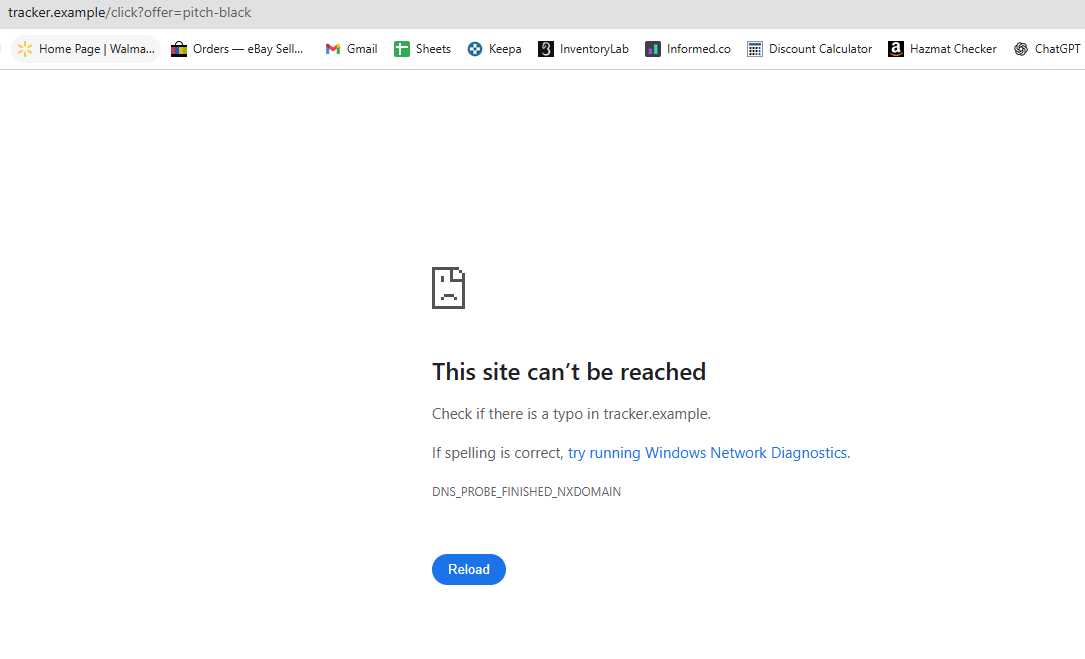 tracker.example/click?offer=pitch-black
Home Page | Walma... Orders — eBay Sell... Gmail Sheets Keepa InventoryLab Informed.co Discount Calculator Hazmat Checker ChatGPT
This site can’t be reached
Check if there is a typo in tracker.example.
If spelling is correct, try running Windows Network Diagnostics.
DNS_PROBE_FINISHED_NXDOMAIN
Reload